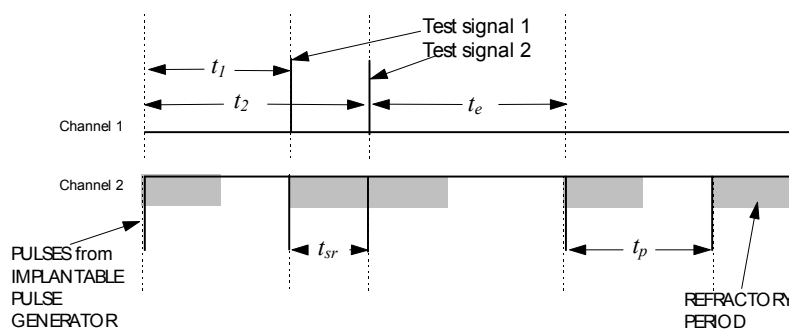 Test signal 1
Test signal 2
t1
t2
te
Channel 1
Channel 2
tsr
tp
PULSES from
IMPLANTABLE
PULSE
GENERATOR
REFRACTORY
PERIOD